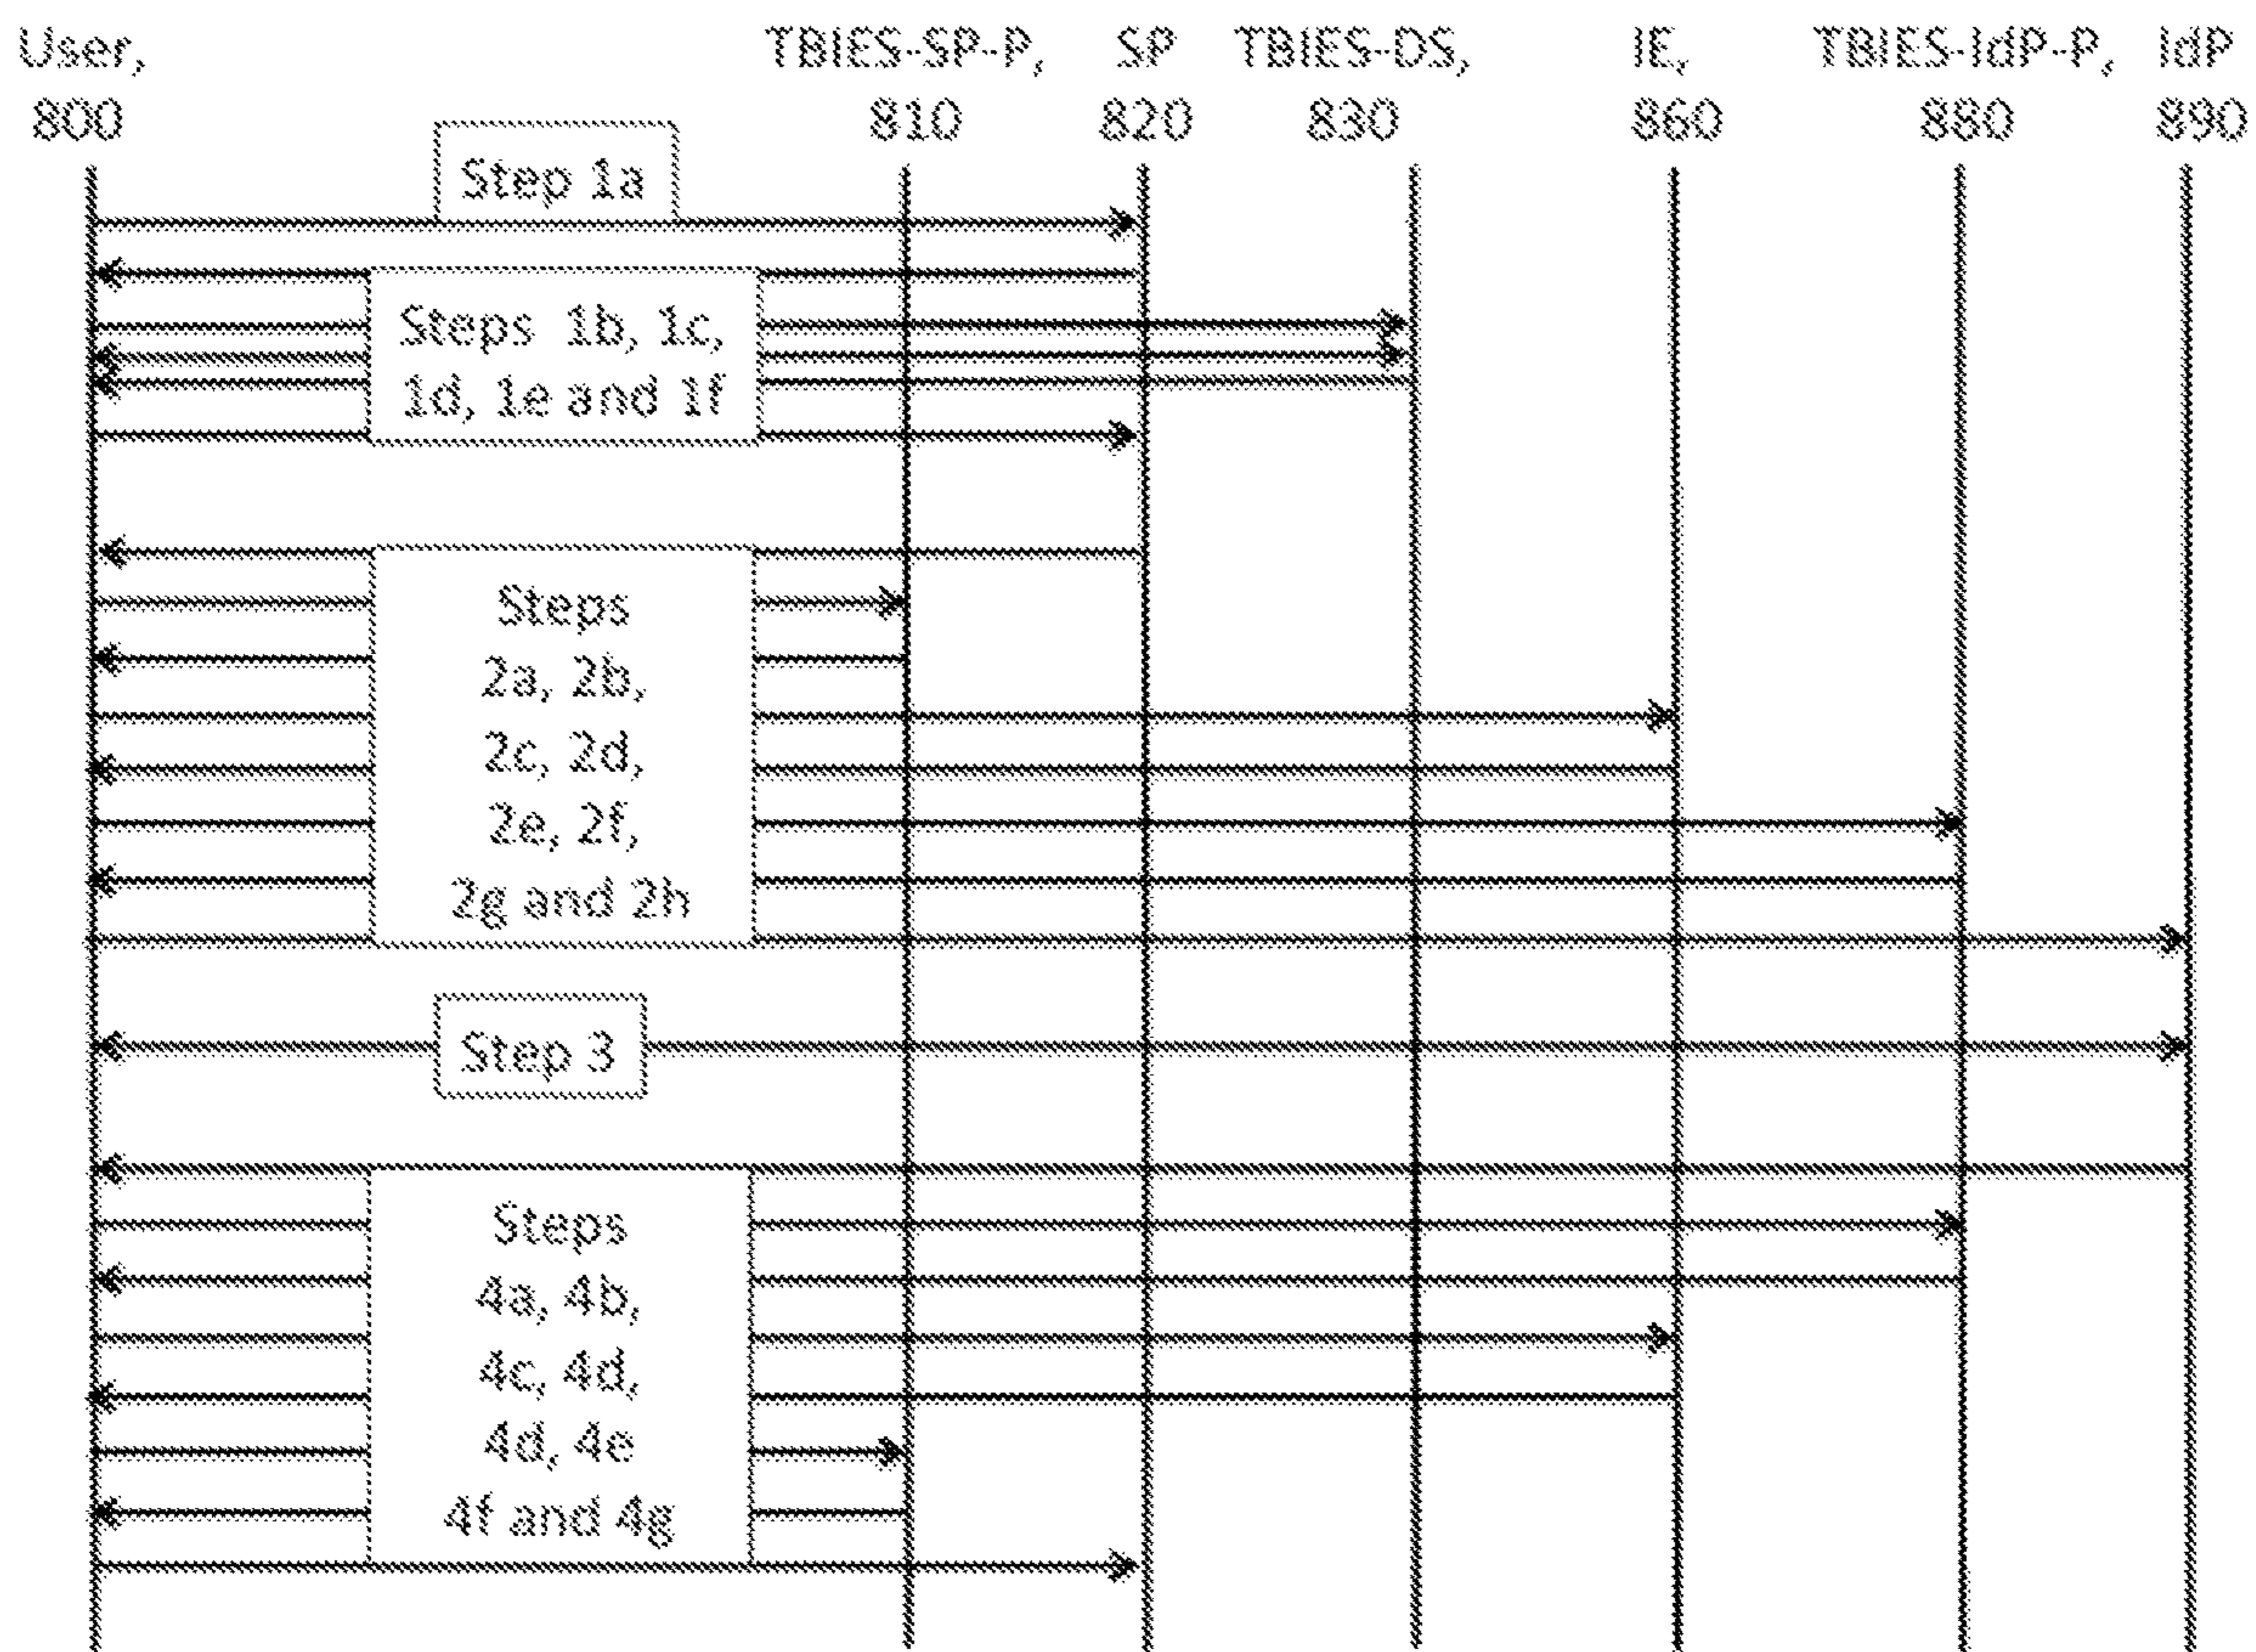 User, TBIES-SP-P, SP TBIES-DS, IE, TBIES-IdP-P, IdP
800 810 820 830 860 880 890
Step 1a
Steps 1b, 1c,
1d, 1e and 1f
Steps
2a, 2b,
2c, 2d,
2e, 2f,
2g and 2h
Step 3
Steps
4a, 4b,
4c, 4d,
4d, 4e
4f and 4g